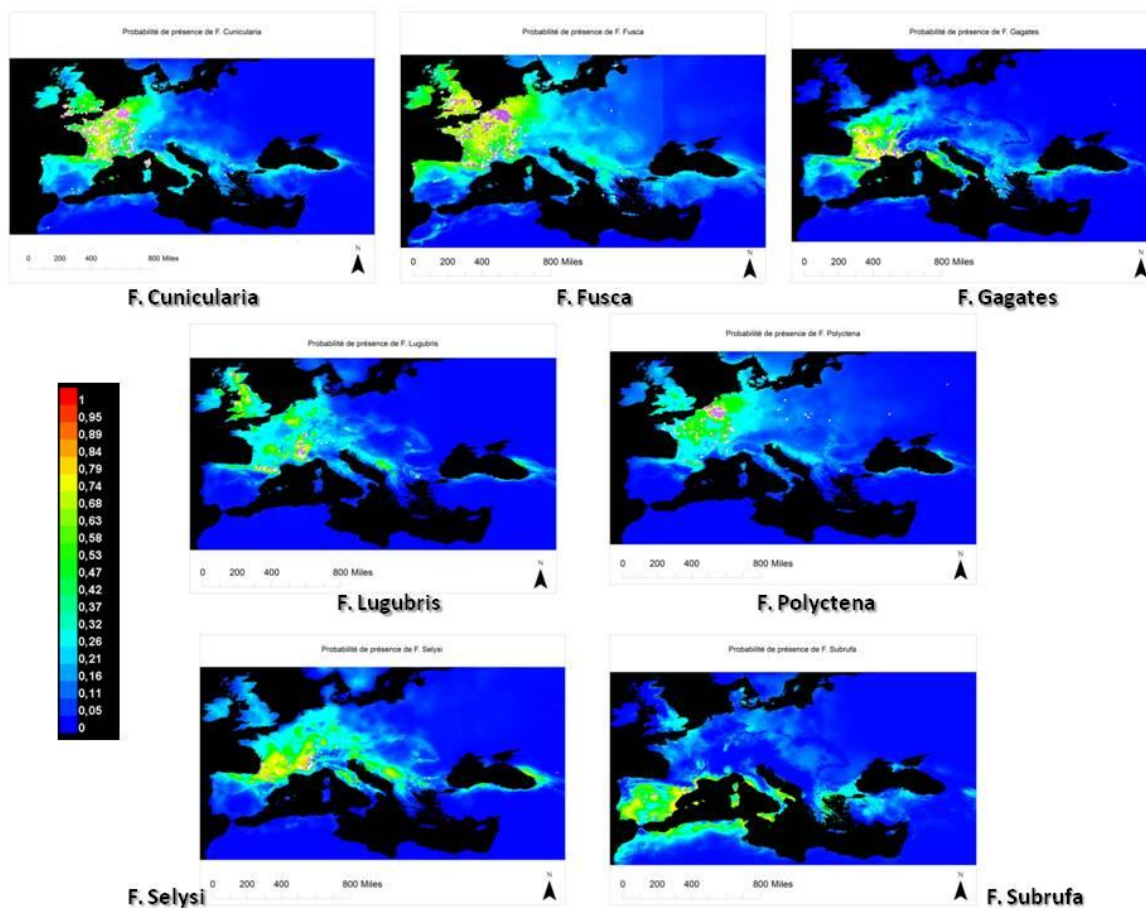 Probabilité de présence de F. Cunicularia
Probabilité de présence de F. Fusca
Probabilité de présence de F. Gagates
N
0 200 400 800 Miles
N
0 200 400 800 Miles
N
0 200 400 800 Miles
F. Cunicularia
F. Fusca
F. Gagates
Probabilité de présence de F. Lugubris
Probabilité de présence de F. Polyctena
1
0,95
0,89
0,84
0,79
0,74
0,68
0,63
0,58
0,53
0,47
0,42
0,37
0,32
0,26
0,21
0,16
0,11
0,05
0
N
0 200 400 800 Miles
N
0 200 400 800 Miles
F. Lugubris
F. Polyctena
Probabilité de présence de F. Selysi
Probabilité de présence de F. Subrufa
N
0 200 400 800 Miles
N
0 200 400 800 Miles
F. Selysi
F. Subrufa